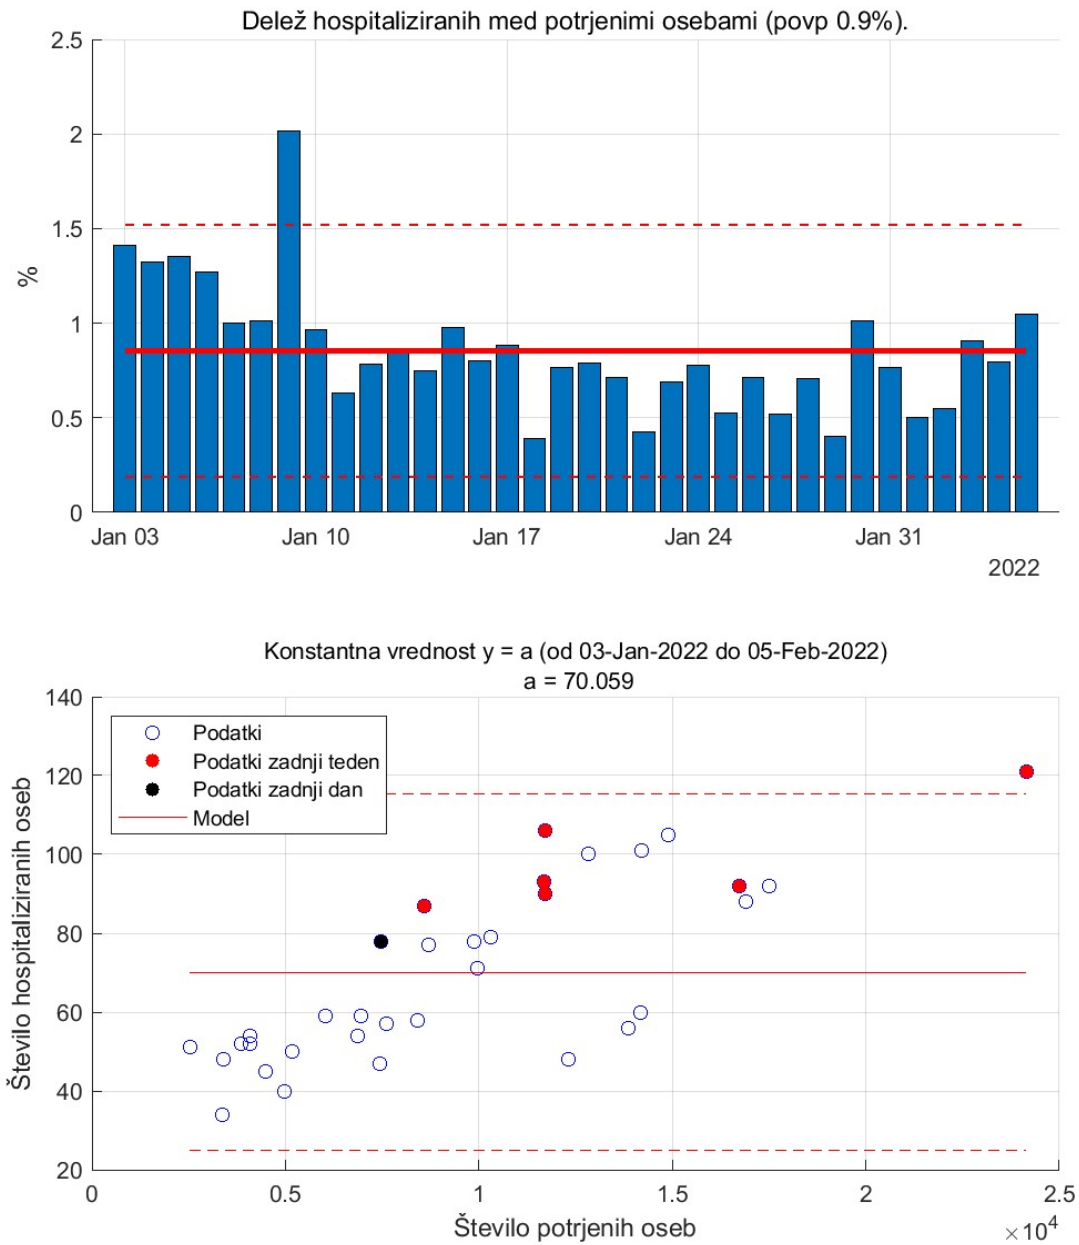 Delež hospitaliziranih med potrjenimi osebami (povp 0.9%).
2.5
2
1.5
1
0.5
0
%
Jan 03 Jan 10 Jan 17 Jan 24 Jan 31
2022
Konstantna vrednost y = a (od 03-Jan-2022 do 05-Feb-2022)
a = 70.059
140
120
100
80
60
40
20
Število hospitaliziranih oseb
Podatki
Podatki zadnji teden
Podatki zadnji dan
Model
0 0.5 1 1.5 2 2.5
Število potrjenih oseb
×10⁴